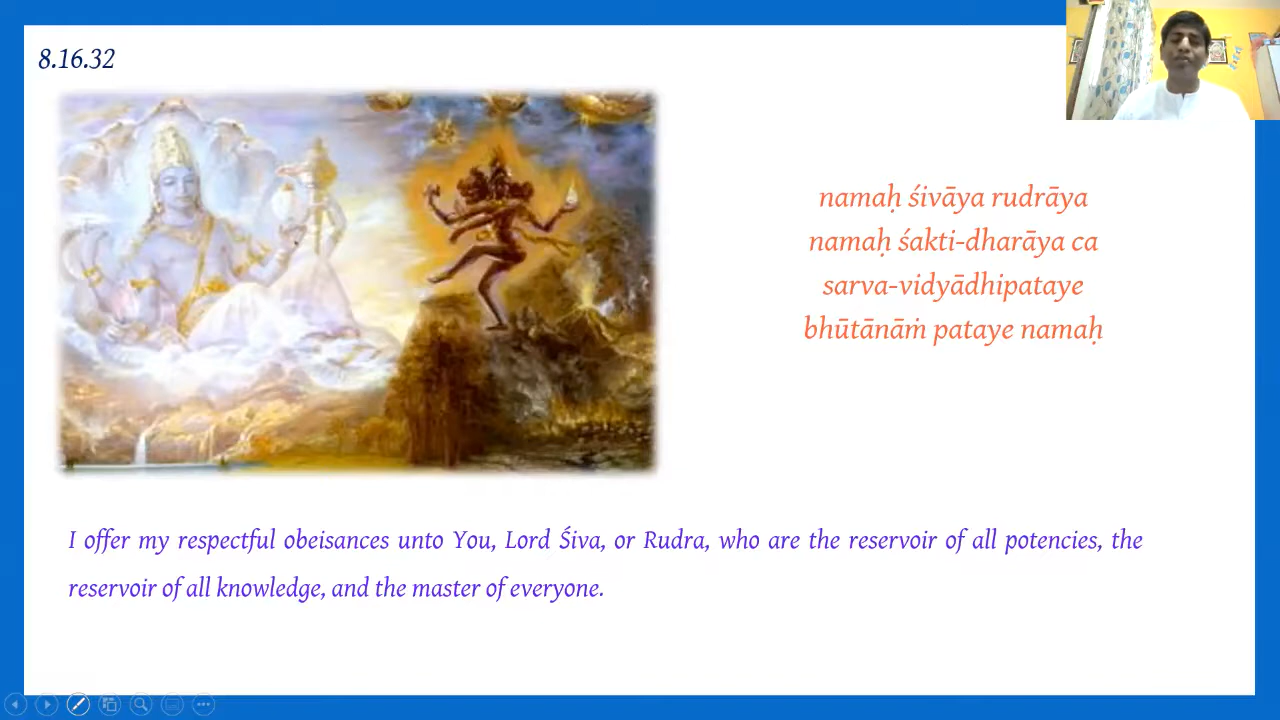 8.16.32
namaḥ śivāya rudrāya
namaḥ śakti-dharāya ca
sarva-vidyādhipataye
bhūtānāṁ pataye namaḥ
I offer my respectful obeisances unto You, Lord Śiva, or Rudra, who are the reservoir of all potencies, the
reservoir of all knowledge, and the master of everyone.